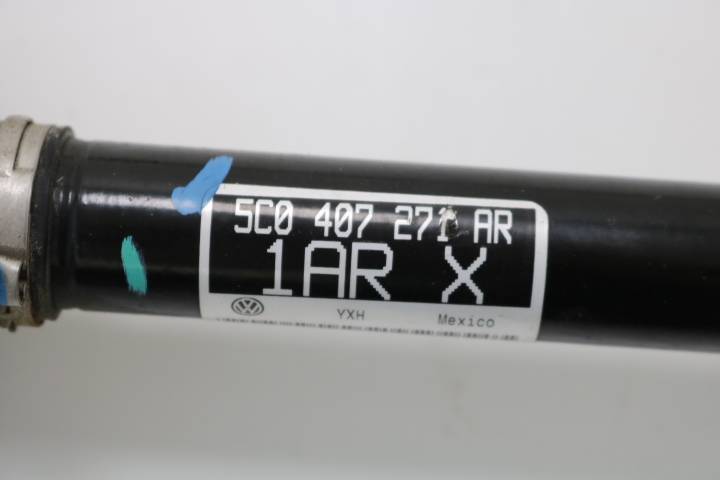 5C0 407 271 AR
1AR X
YXH Mexico